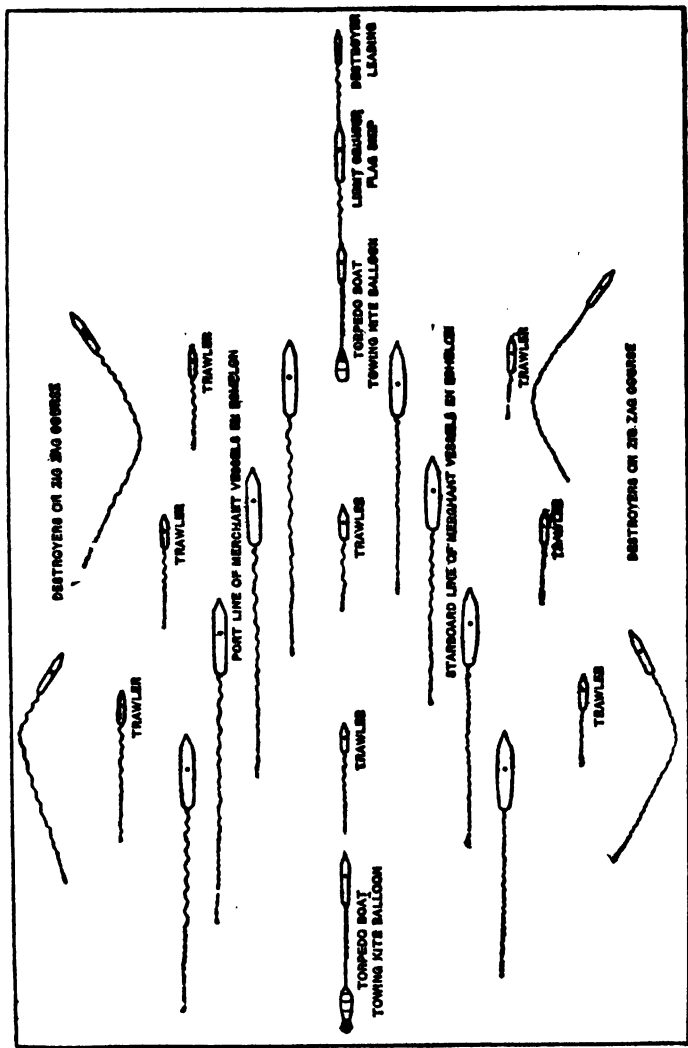 DESTROYERS ON ZIG ZAG COURSE
TRAWLER
TRAWLER
TRAWLER
PORT LINE OF MERCHANT VESSELS EN ECHELON
TORPEDO BOAT
TOWING KITE BALLOON
TRAWLER
TRAWLER
TORPEDO BOAT
TOWING KITE BALLOON
LIGHT CRUISER
FLAG SHIP
DESTROYER
LEADING
STARBOARD LINE OF MERCHANT VESSELS EN ECHELON
TRAWLER
TRAWLER
TRAWLER
DESTROYERS ON ZIG ZAG COURSE